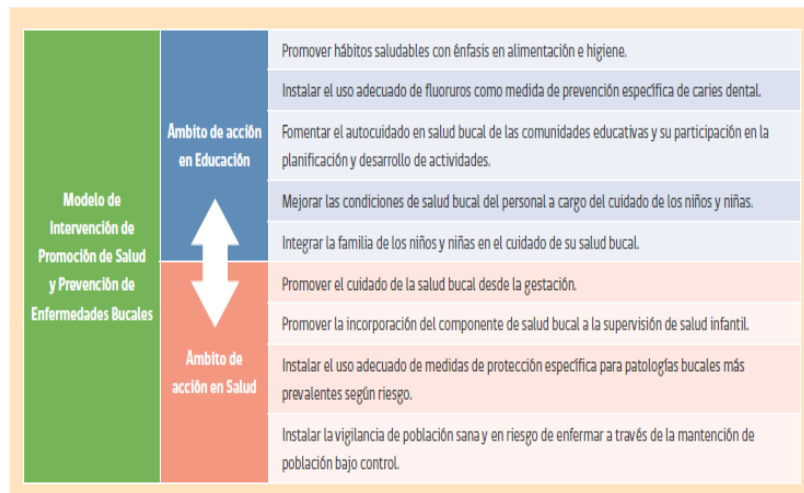 Modelo de
Intervención de
Promoción de Salud
y Prevención de
Enfermedades Bucales
Ámbito de acción
en Educación
Promover hábitos saludables con énfasis en alimentación e higiene.
Instalar el uso adecuado de fluoruros como medida de prevención específica de caries dental.
Fomentar el autocuidado en salud bucal de las comunidades educativas y su participación en la
planificación y desarrollo de actividades.
Mejorar las condiciones de salud bucal del personal a cargo del cuidado de los niños y niñas.
Integrar la familia de los niños y niñas en el cuidado de su salud bucal.
Ámbito de
acción en Salud
Promover el cuidado de la salud bucal desde la gestación.
Promover la incorporación del componente de salud bucal a la supervisión de salud infantil.
Instalar el uso adecuado de medidas de protección específica para patologías bucales más
prevalentes según riesgo.
Instalar la vigilancia de población sana y en riesgo de enfermar a través de la mantención de
población bajo control.